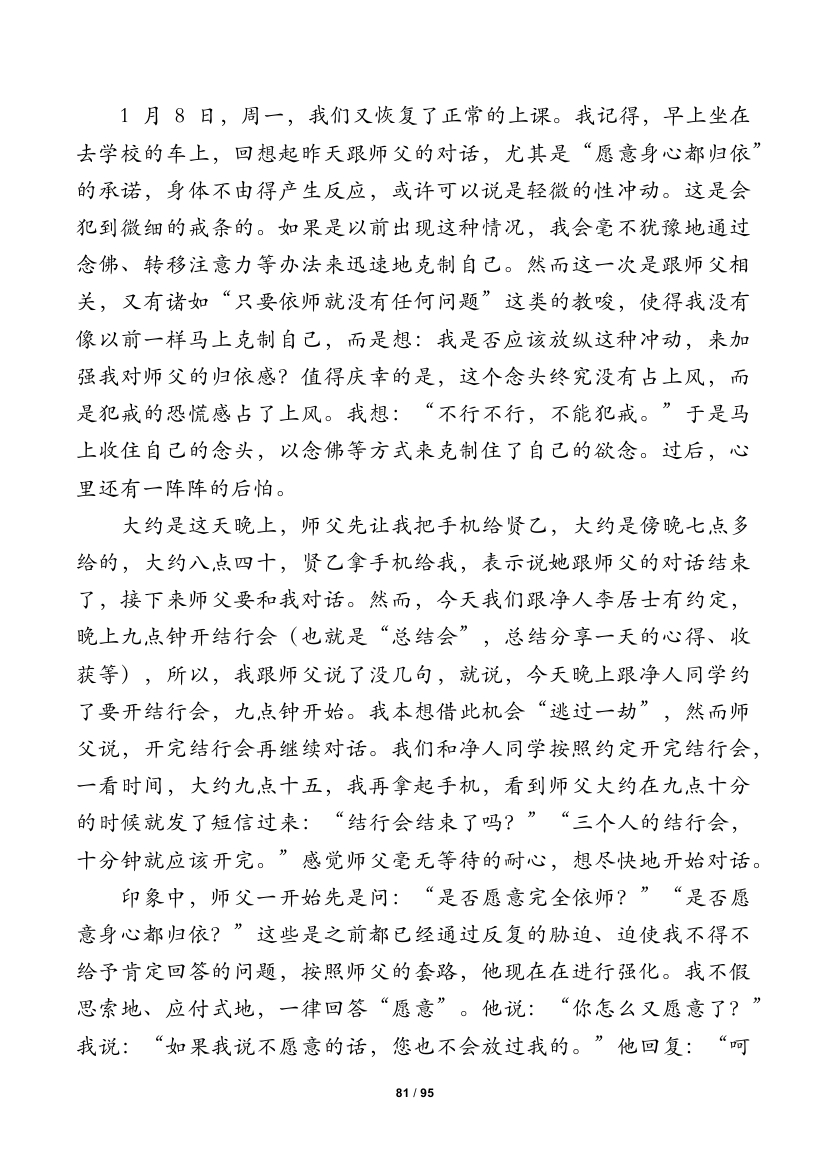 1 月 8 日，周一，我们又恢复了正常的上课。我记得，早上坐在
去学校的车上，回想起昨天跟师父的对话，尤其是“愿意身心都归依”
的承诺，身体不由得产生反应，或许可以说是轻微的性冲动。这是会
犯到微细的戒条的。如果是以前出现这种情况，我会毫不犹豫地通过
念佛、转移注意力等办法来迅速地克制自己。然而这一次是跟师父相
关，又有诸如“只要依师就没有任何问题”这类的教唆，使得我没有
像以前一样马上克制自己，而是想：我是否应该放纵这种冲动，来加
强我对师父的归依感？值得庆幸的是，这个念头终究没有占上风，而
是犯戒的恐慌感占了上风。我想：“不行不行，不能犯戒。”于是马
上收住自己的念头，以念佛等方式来克制住了自己的欲念。过后，心
里还有一阵阵的后怕。
大约是这天晚上，师父先让我把手机给贤乙，大约是傍晚七点多
给的，大约八点四十，贤乙拿手机给我，表示说她跟师父的对话结束
了，接下来师父要和我对话。然而，今天我们跟净人李居士有约定，
晚上九点钟开结行会（也就是“总结会”，总结分享一天的心得、收
获等），所以，我跟师父说了没几句，就说，今天晚上跟净人同学约
了要开结行会，九点钟开始。我本想借此机会“逃过一劫”，然而师
父说，开完结行会再继续对话。我们和净人同学按照约定开完结行会，
一看时间，大约九点十五，我再拿起手机，看到师父大约在九点十分
的时候就发了短信过来：“结行会结束了吗？”“三个人的结行会，
十分钟就应该开完。”感觉师父毫无等待的耐心，想尽快地开始对话。
印象中，师父一开始先是问：“是否愿意完全依师？”“是否愿
意身心都归依？”这些是之前都已经通过反复的胁迫、迫使我不得不
给予肯定回答的问题，按照师父的套路，他现在在进行强化。我不假
思索地、应付式地，一律回答“愿意”。他说：“你怎么又愿意了？”
我说：“如果我说不愿意的话，您也不会放过我的。”他回复：“呵
81 / 95